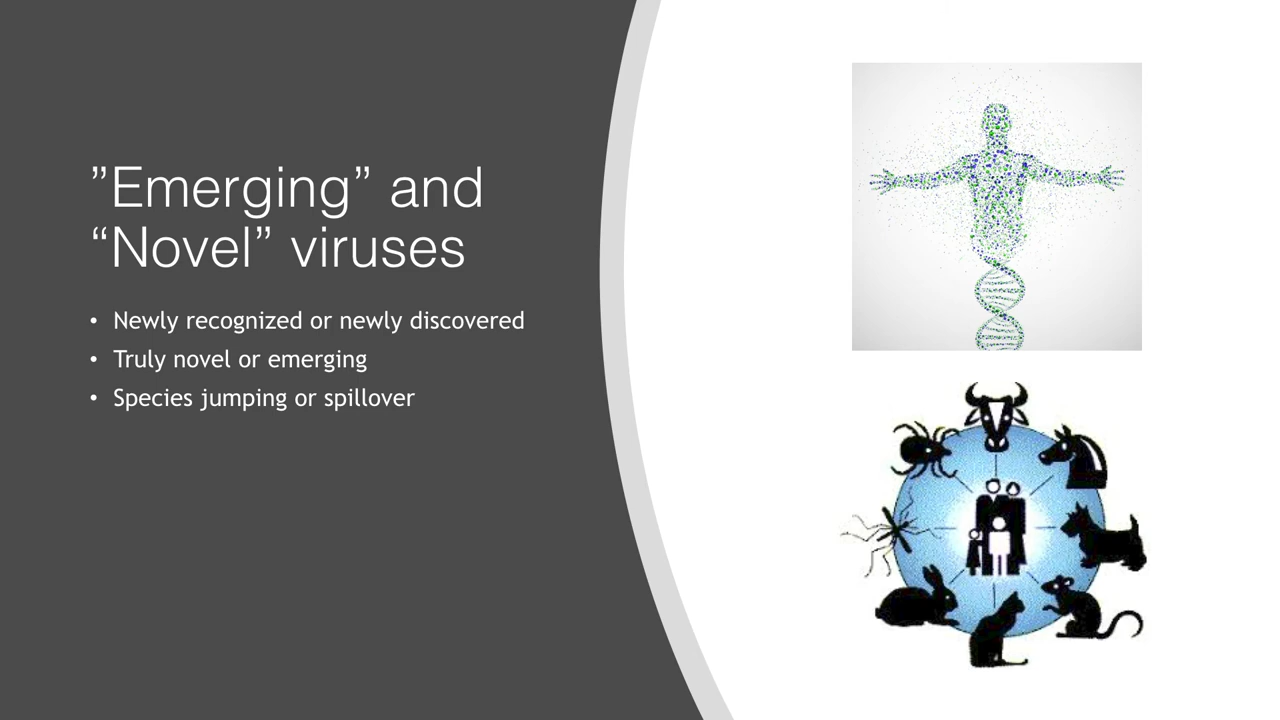 ”Emerging” and
“Novel” viruses
• Newly recognized or newly discovered
• Truly novel or emerging
• Species jumping or spillover